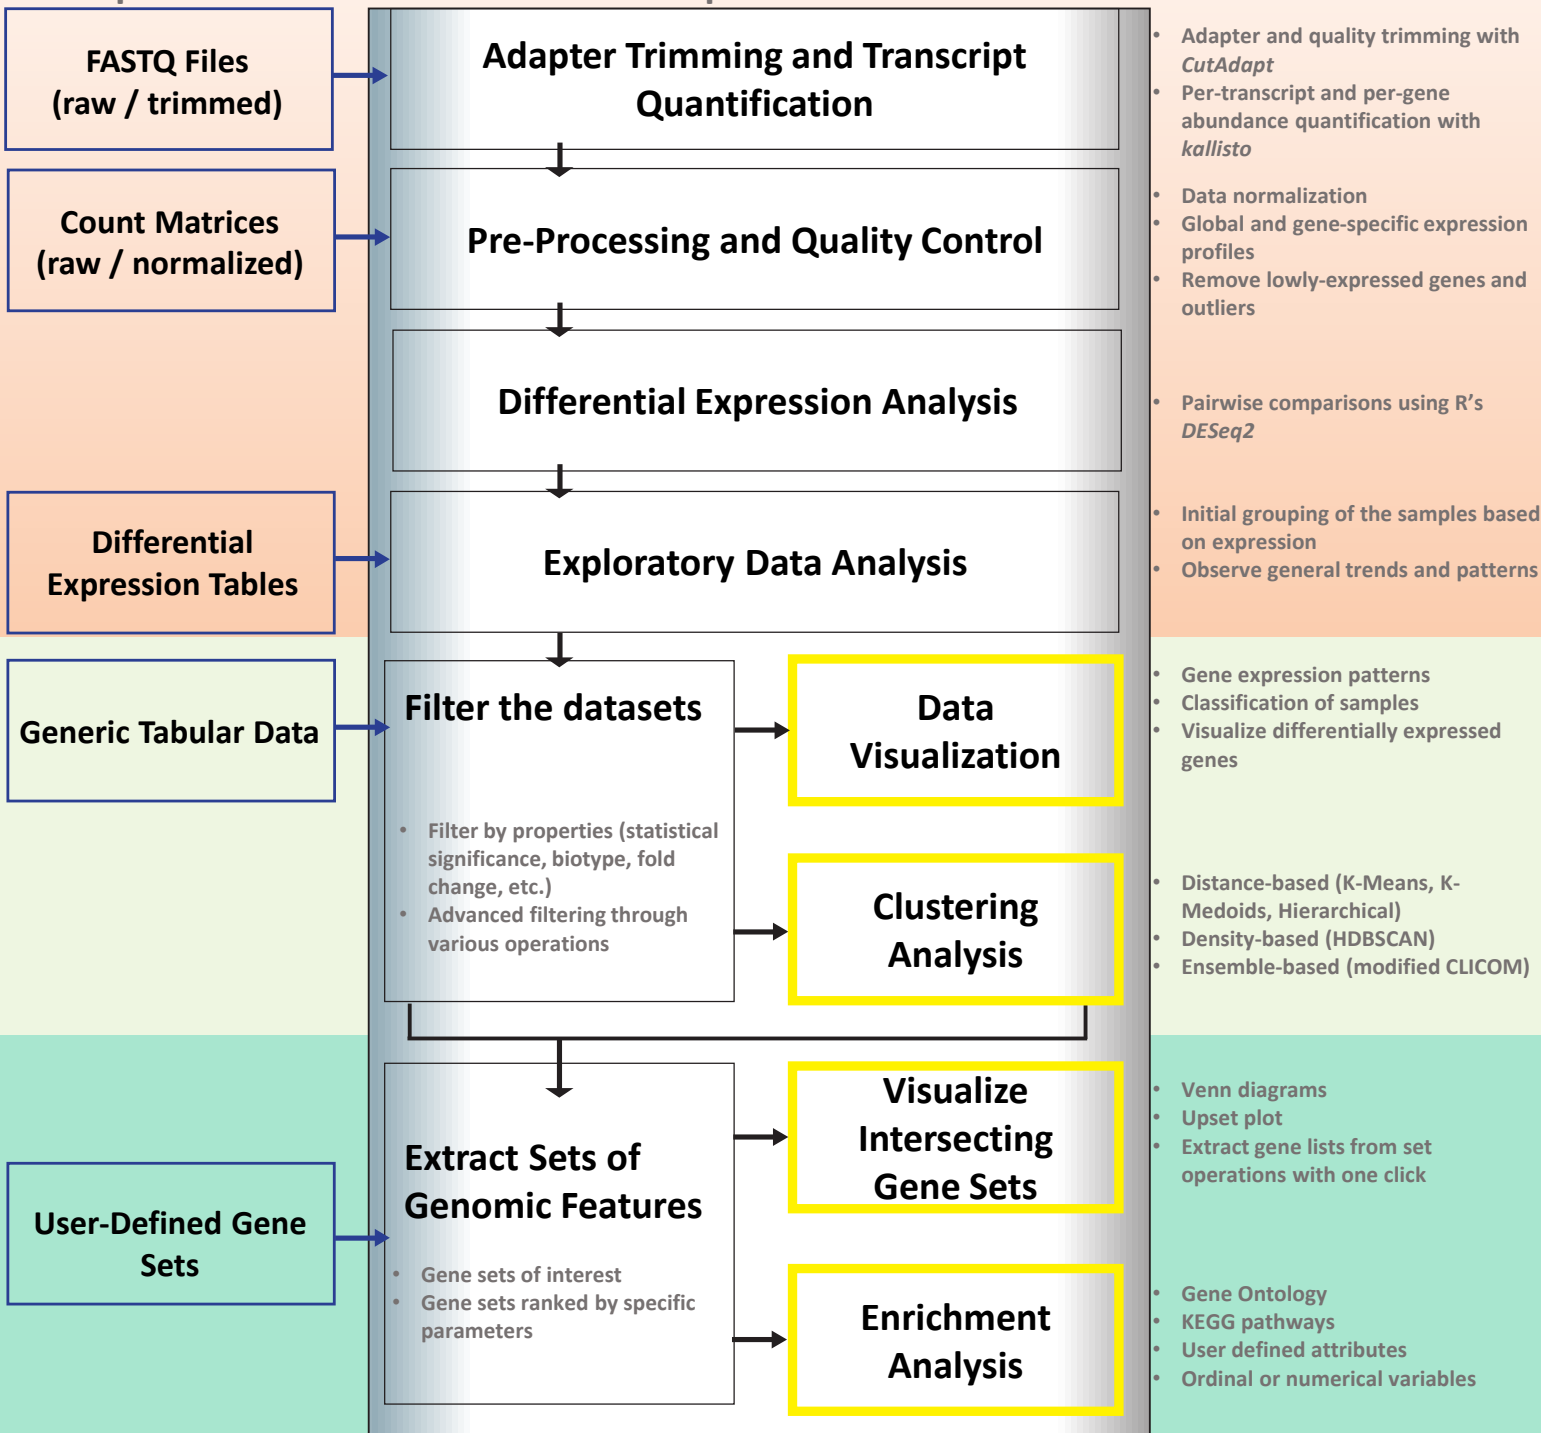 FASTQ Files
(raw / trimmed)
Adapter Trimming and Transcript
Quantification
• Adapter and quality trimming with
CutAdapt
• Per-transcript and per-gene
abundance quantification with
kallisto
Count Matrices
(raw / normalized)
Pre-Processing and Quality Control
• Data normalization
• Global and gene-specific expression
profiles
• Remove lowly-expressed genes and
outliers
Differential Expression Analysis
• Pairwise comparisons using R's
DESeq2
Differential
Expression Tables
Exploratory Data Analysis
• Initial grouping of the samples based
on expression
• Observe general trends and patterns
Generic Tabular Data
Filter the datasets
• Filter by properties (statistical
significance, biotype, fold
change, etc.)
• Advanced filtering through
various operations
Data
Visualization
• Gene expression patterns
• Classification of samples
• Visualize differentially expressed
genes
Clustering
Analysis
• Distance-based (K-Means, K-
Medoids, Hierarchical)
• Density-based (HDBSCAN)
• Ensemble-based (modified CLICOM)
User-Defined Gene
Sets
Extract Sets of
Genomic Features
• Gene sets of interest
• Gene sets ranked by specific
parameters
Visualize
Intersecting
Gene Sets
• Venn diagrams
• Upset plot
• Extract gene lists from set
operations with one click
Enrichment
Analysis
• Gene Ontology
• KEGG pathways
• User defined attributes
• Ordinal or numerical variables